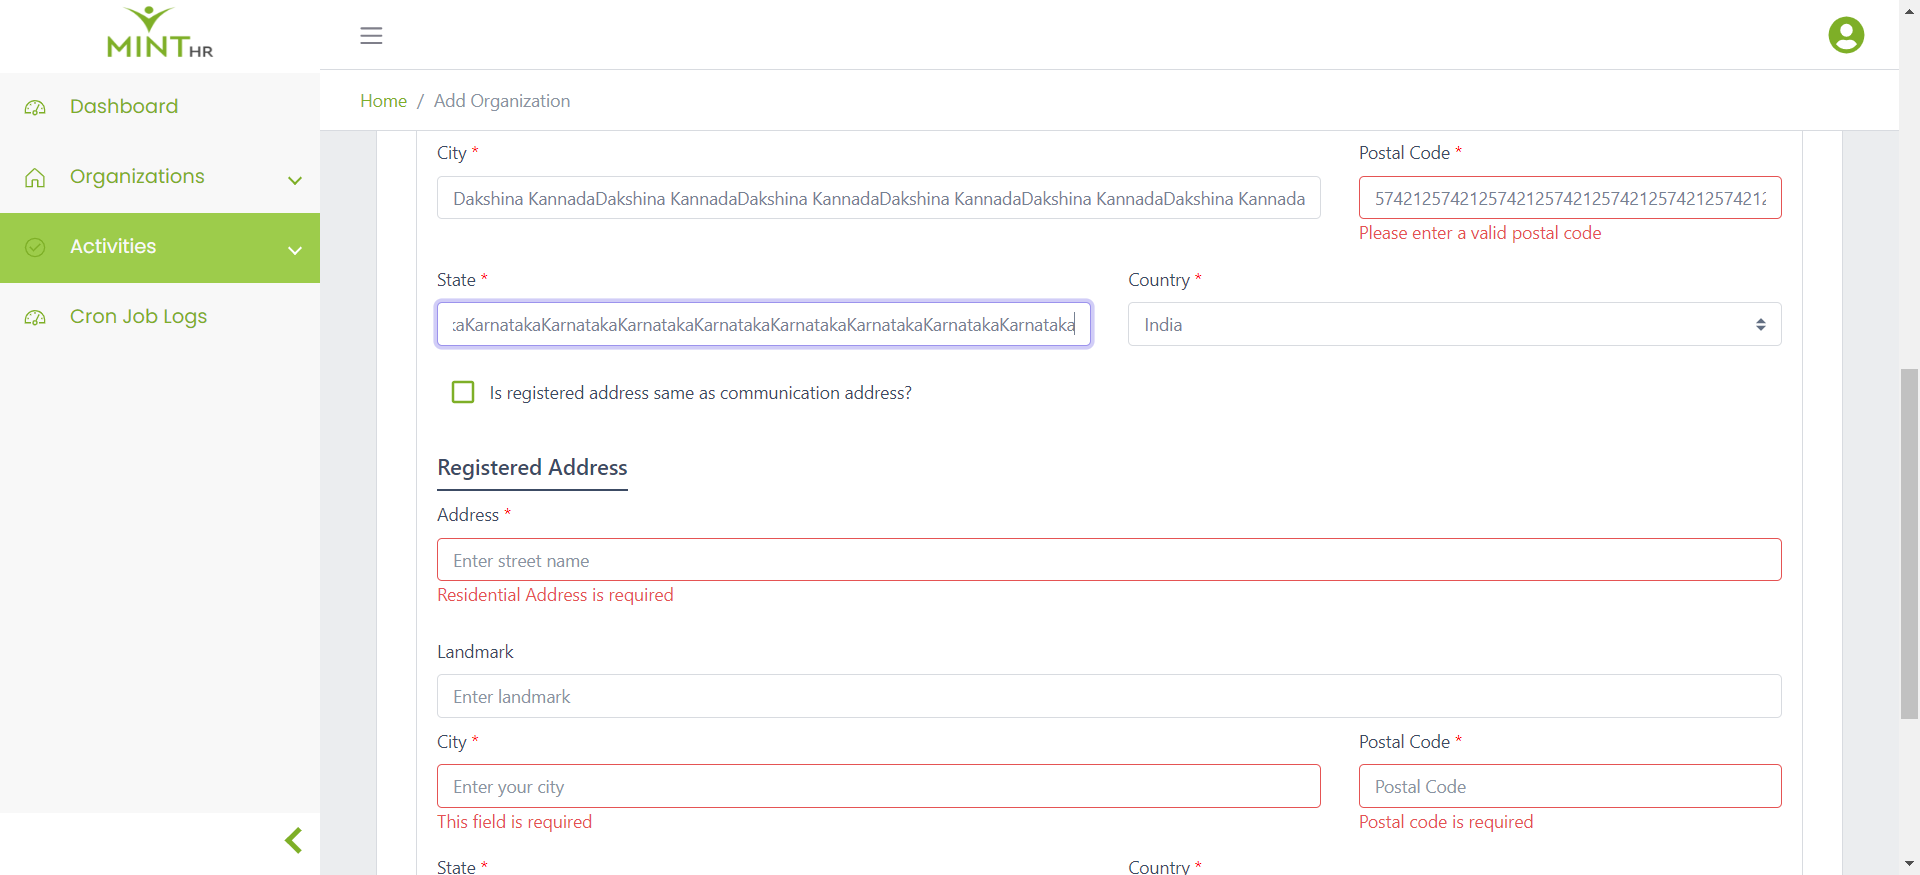 MINT HR
Dashboard
Organizations
Activities
Cron Job Logs
Home / Add Organization
City *
Postal Code *
Dakshina KannadaDakshina KannadaDakshina KannadaDakshina KannadaDakshina KannadaDakshina Kannada
574212574212574212574212574212574212574212
Please enter a valid postal code
State *
Country *
aKarnatakaKarnatakaKarnatakaKarnatakaKarnatakaKarnatakaKarnatakaKarnataka
India
Is registered address same as communication address?
Registered Address
Address *
Enter street name
Residential Address is required
Landmark
Enter landmark
City *
Postal Code *
Enter your city
Postal Code
This field is required
Postal code is required
State *
Country *